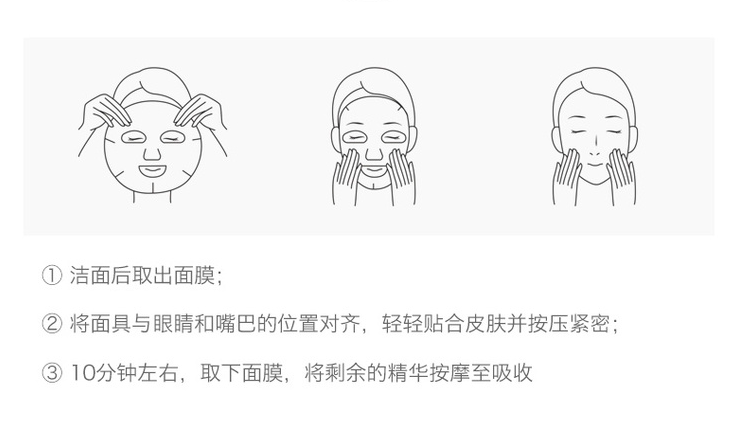 ① 洁面后取出面膜；
② 将面具与眼睛和嘴巴的位置对齐，轻轻贴合皮肤并按压紧密；
③ 10分钟左右，取下面膜，将剩余的精华按摩至吸收